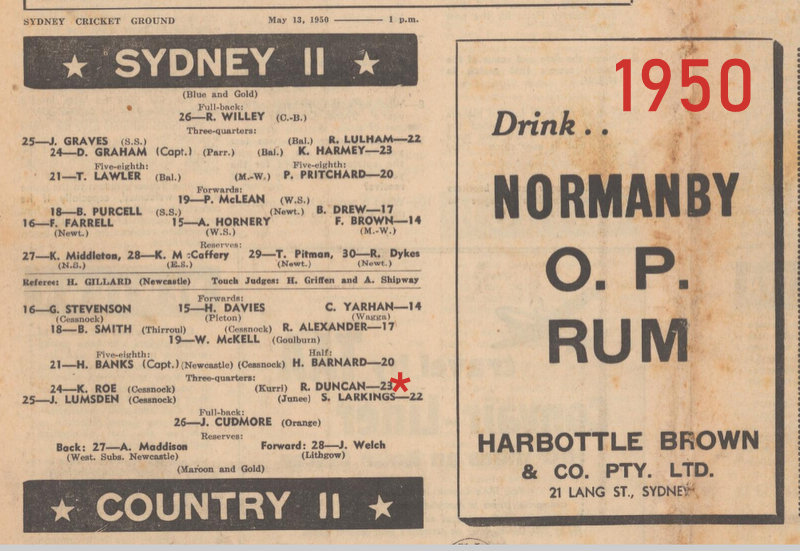 SYDNEY CRICKET GROUND May 13, 1950 ——— 1 p.m.
★ SYDNEY II ★
(Blue and Gold)
Full-back:
26—R. WILLEY (C.-B.)
Three-quarters:
25—J. GRAVES (S.S.) (Bal.) R. LULHAM—22
24—D. GRAHAM (Capt.) (Parr.) (Bal.) K. HARMEY—23
Five-eighth: Five-eighth:
21—T. LAWLER (Bal.) (M.-W.) P. PRITCHARD—20
Forwards:
19—P. McLEAN (W.S.)
18—B. PURCELL (S.S.) (Newt.) B. DREW—17
16—F. FARRELL 15—A. HORNERY F. BROWN—14
(Newt.) (W.S.) (M.-W.)
Reserves:
27—K. Middleton, 28—K. M :Caffery 29—T. Pitman, 30—R. Dykes
(N.S.) (E.S.) (Newt.) (Newt.)
Referee: H. GILLARD (Newcastle) Touch Judges: H. Griffen and A. Shipway
Forwards:
16—G. STEVENSON 15—H. DAVIES C. YARHAN—14
(Cessnock) (Picton) (Wagga)
18—B. SMITH (Thirroul) (Cessnock) R. ALEXANDER—17
19—W. McKELL (Goulburn)
Five-eighth: Half:
21—H. BANKS (Capt.) (Newcastle) (Cessnock) H. BARNARD—20
Three-quarters:
24—K. ROE (Cessnock) (Kurri) R. DUNCAN—23*
25—J. LUMSDEN (Cessnock) (Junee) S. LARKINGS—22
Full-back:
26—J. CUDMORE (Orange)
Reserves:
Back: 27—A. Maddison Forward: 28—J. Welch
(West. Subs. Newcastle) (Lithgow)
(Maroon and Gold)
★ COUNTRY II ★
1950
Drink . .
NORMANBY
O. P.
RUM
HARBOTTLE BROWN
& CO. PTY. LTD.
21 LANG ST., SYDNEY